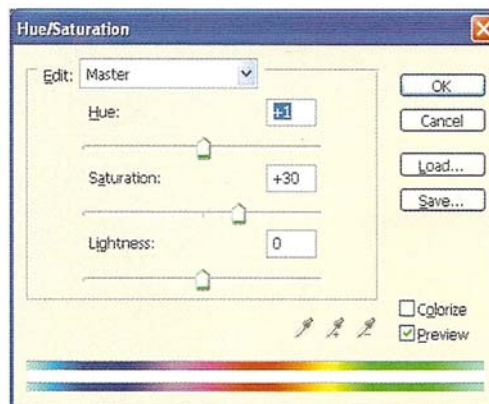 Hue/Saturation
Edit: Master
OK
Hue: +1
Cancel
Load...
Saturation: +30
Save...
Lightness: 0
Colorize
Preview